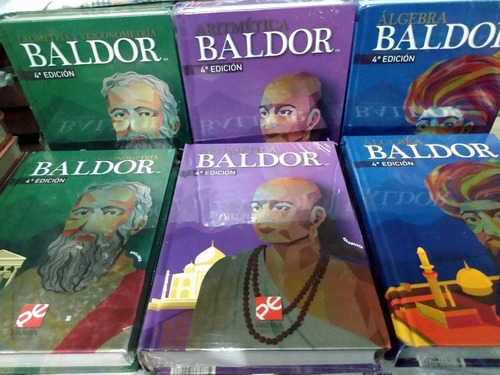 GEOMETRÍA Y TRIGONOMETRÍA
BALDOR
4ª EDICIÓN
ARITMÉTICA
BALDOR
4ª EDICIÓN
ÁLGEBRA
BALDOR
4ª EDICIÓN
BALDOR
4ª EDICIÓN
BALDOR
4ª EDICIÓN
BALDOR
4ª EDICIÓN